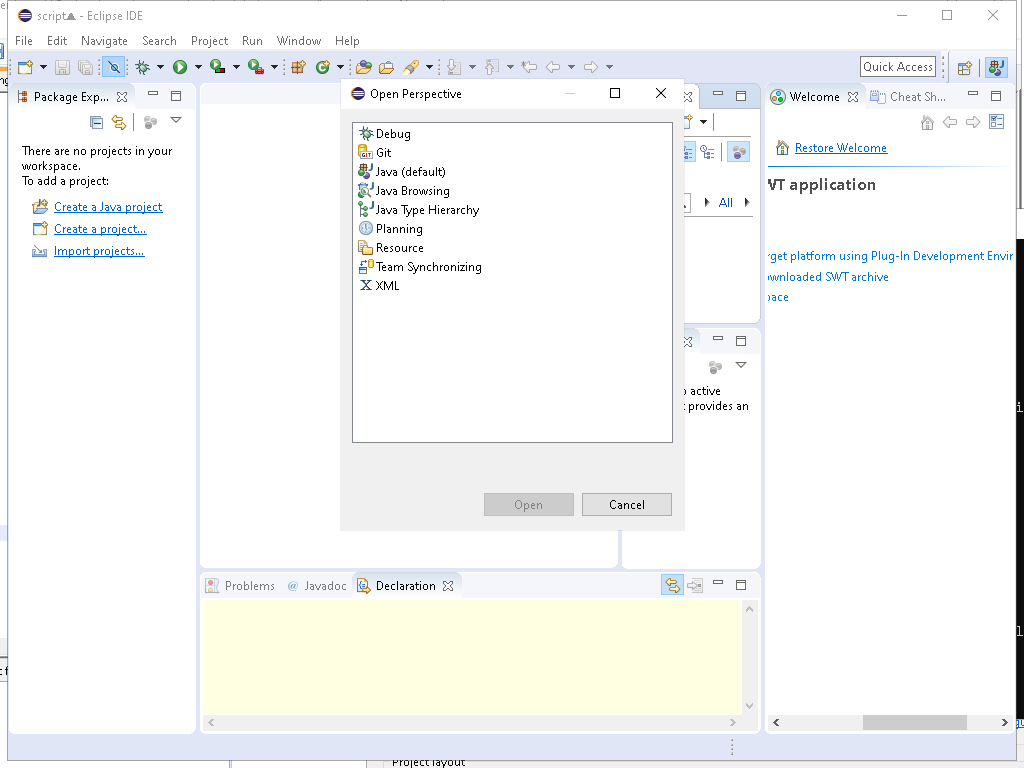 script - Eclipse IDE
File Edit Navigate Search Project Run Window Help
Quick Access
Package Exp...
There are no projects in your
workspace.
To add a project:
Create a Java project
Create a project...
Import projects...
Open Perspective
Debug
Git
Java (default)
Java Browsing
Java Type Hierarchy
Planning
Resource
Team Synchronizing
XML
Open
Cancel
All
active
provides an
Welcome
Cheat Sh...
Restore Welcome
WT application
rget platform using Plug-In Development Envir
ownloaded SWT archive
pace
Problems
@ Javadoc
Declaration
Project layout